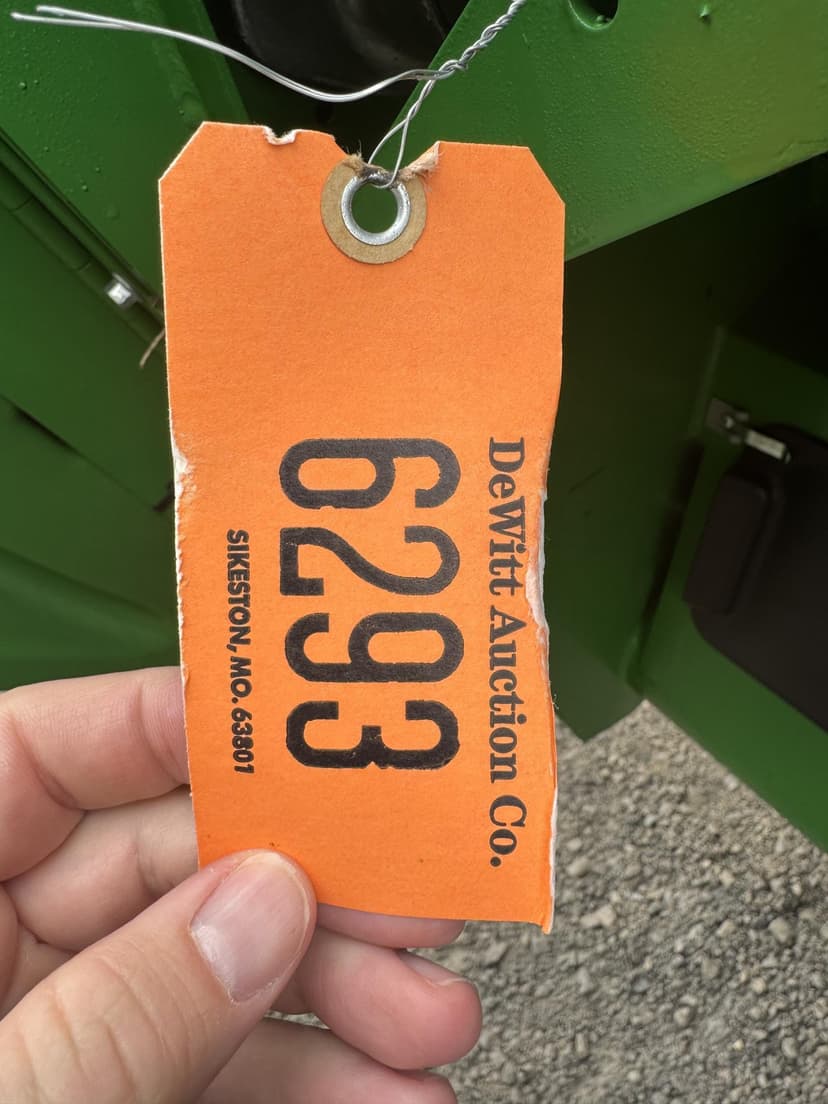 DeWitt Auction Co.
6293
SIKESTON, MO. 63801